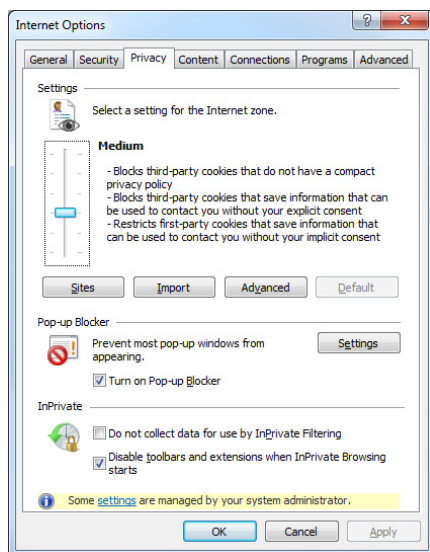 Internet Options
General Security Privacy Content Connections Programs Advanced
Settings
Select a setting for the Internet zone.
Medium
- Blocks third-party cookies that do not have a compact
privacy policy
- Blocks third-party cookies that save information that can
be used to contact you without your explicit consent
- Restricts first-party cookies that save information that
can be used to contact you without your implicit consent
Sites Import Advanced Default
Pop-up Blocker
Prevent most pop-up windows from
appearing.
Settings
Turn on Pop-up Blocker
InPrivate
Do not collect data for use by InPrivate Filtering
Disable toolbars and extensions when InPrivate Browsing
starts
Some settings are managed by your system administrator.
OK Cancel Apply